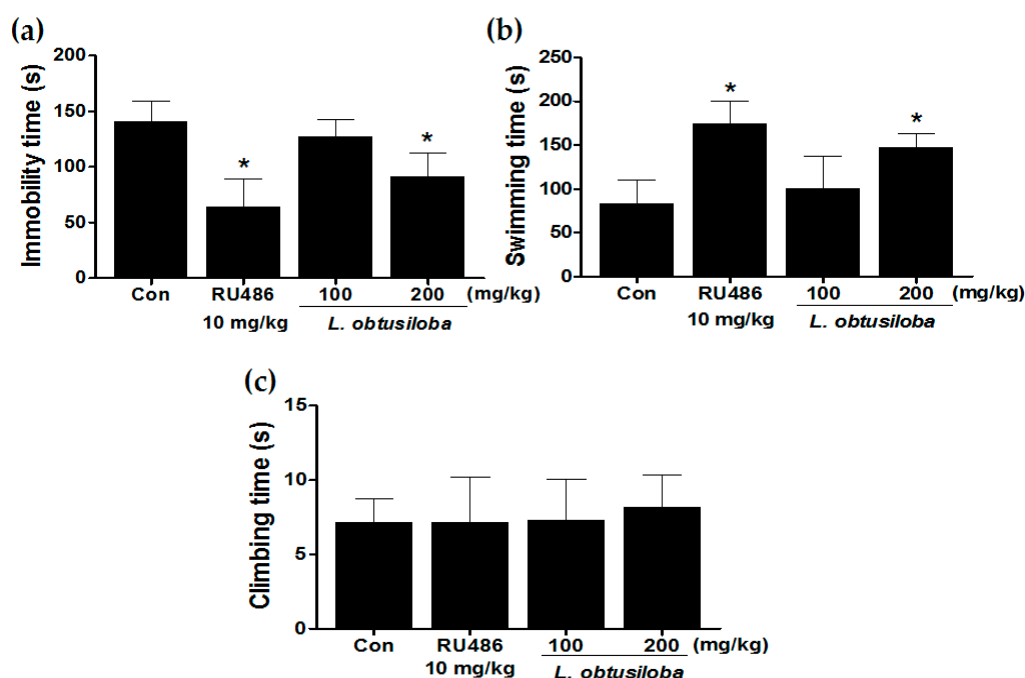 (a)
Immobility time (s)
200
150
100
50
0
Con RU486 100 200 (mg/kg)
10 mg/kg L. obtusiloba
(b)
Swimming time (s)
250
200
150
100
50
0
* *
Con RU486 100 200 (mg/kg)
10 mg/kg L. obtusiloba
* *
(c)
Climbing time (s)
15
10
5
0
Con RU486 100 200 (mg/kg)
10 mg/kg L. obtusiloba